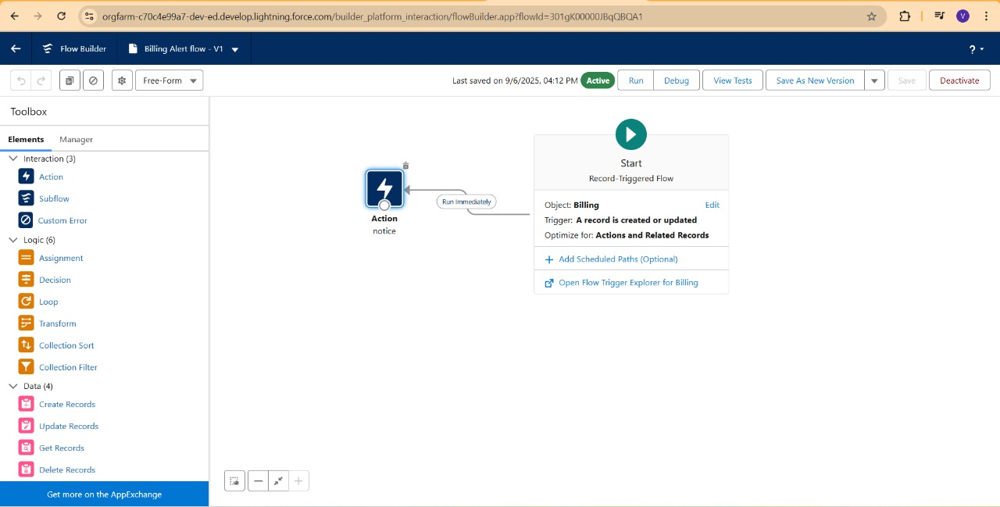 orgfarm-c70c4e99a7-dev-ed.develop.lightning.force.com/builder_platform_interaction/flowBuilder.app?flowId=301gK00000JBqQBQA1
V
Flow Builder
Billing Alert flow - V1
?
Free-Form
Last saved on 9/6/2025, 04:12 PM
Active
Run
Debug
View Tests
Save As New Version
Save
Deactivate
Toolbox
Elements
Manager
Interaction (3)
Action
Subflow
Custom Error
Logic (6)
Assignment
Decision
Loop
Transform
Collection Sort
Collection Filter
Data (4)
Create Records
Update Records
Get Records
Delete Records
Get more on the AppExchange
Action
notice
Run Immediately
Start
Record-Triggered Flow
Object: Billing
Edit
Trigger: A record is created or updated
Optimize for: Actions and Related Records
Add Scheduled Paths (Optional)
Open Flow Trigger Explorer for Billing